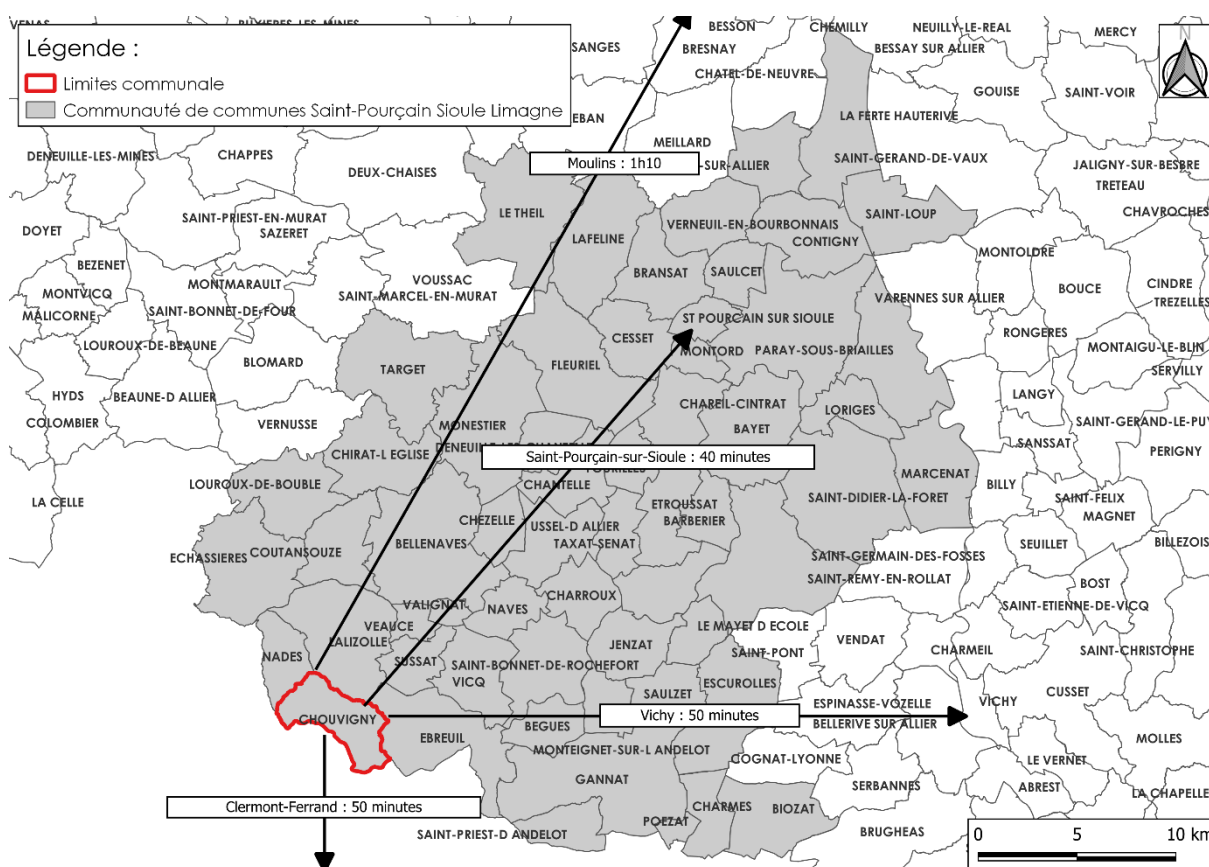 BESSON
CHEMILLY
NEUILLY-LE-REAL
MERCY
BRESNAY
BESSAY SUR ALLIER
N
Légende :
Limites communale
Communauté de communes Saint-Pourçain Sioule Limagne
CHATEL-DE-NEUVRE
GOUISE
SAINT-VOIR
LA FERTE HAUTERIVE
MEILLARD
DENEUILLE-LES-MINES
CHAPPES
DEUX-CHAISES
Moulins : 1h10
SUR-ALLIER
SAINT-GERAND-DE-VAUX
JALIGNY-SUR-BESBRE
TRETEAU
LE THEIL
SAINT-LOUP
CHAVROCHES
SAINT-PRIEST-EN-MURAT
SAZERET
DOYET
LAFELINE
VERNEUIL-EN-BOURBONNAIS
CONTIGNY
MONTOLDRE
BEZENET
VOUSSAC
BRANSAT
SAULCET
MONTMARAULT
MONTVICQ
SAINT-MARCEL-EN-MURAT
VARENNES SUR ALLIER
BOUCE
CINDRE
TREZELLES
MALICORNE
SAINT-BONNET-DE-FOUR
ST POURCAIN SUR SIOULE
RONGERES
LOUROUX-DE-BEAUNE
CESSET
MONTORD
PARAY-SOUS-BRIAILLES
MONTAIGU-LE-BLIN
BLOMARD
TARGET
FLEURIEL
SERVILLY
HYDS
BEAUNE-D ALLIER
LANGY
COLOMBIER
VERNUSSE
CHAREIL-CINTRAT
LORIGES
MONESTIER
BAYET
SAINT-GERAND-LE-PUY
SANSSAT
CHIRAT-L EGLISE
Saint-Pourçain-sur-Sioule : 40 minutes
PERIGNY
LOUROUX-DE-BOUBLE
CHANTELLE
MARCENAT
BILLY
LA CELLE
SAINT-DIDIER-LA-FORET
SAINT-FELIX
ETROUSSAT
MAGNET
CHEZELLE
USSEL-D ALLIER
BARBERIER
BELLENAVES
TAXAT-SENAT
SEUILLET
BILLEZOIS
ECHASSIERES
COUTANSOUZE
SAINT-GERMAIN-DES-FOSSES
SAINT-REMY-EN-ROLLAT
BOST
CHARROUX
VALIGNAT
NAVES
SAINT-ETIENNE-DE-VICQ
VEAUCE
LE MAYET D ECOLE
LALIZOLLE
JENZAT
VENDAT
CHARMEIL
SAINT-PONT
SAINT-CHRISTOPHE
NADES
SUSSAT
SAINT-BONNET-DE-ROCHEFORT
VICQ
ESCUROLLES
SAULZET
VICHY
CUSSET
ESPINASSE-VOZELLE
CHOUVIGNY
Vichy : 50 minutes
BEGUES
BELLERIVE SUR ALLIER
EBREUIL
MOLLES
MONTEIGNET-SUR-L ANDELOT
COGNAT-LYONNE
LE VERNET
GANNAT
SERBANNES
ABREST
LA CHAPELLE
Clermont-Ferrand : 50 minutes
CHARMES
BIOZAT
POEZAT
SAINT-PRIEST-D ANDELOT
BRUGHEAS
0 5 10 km